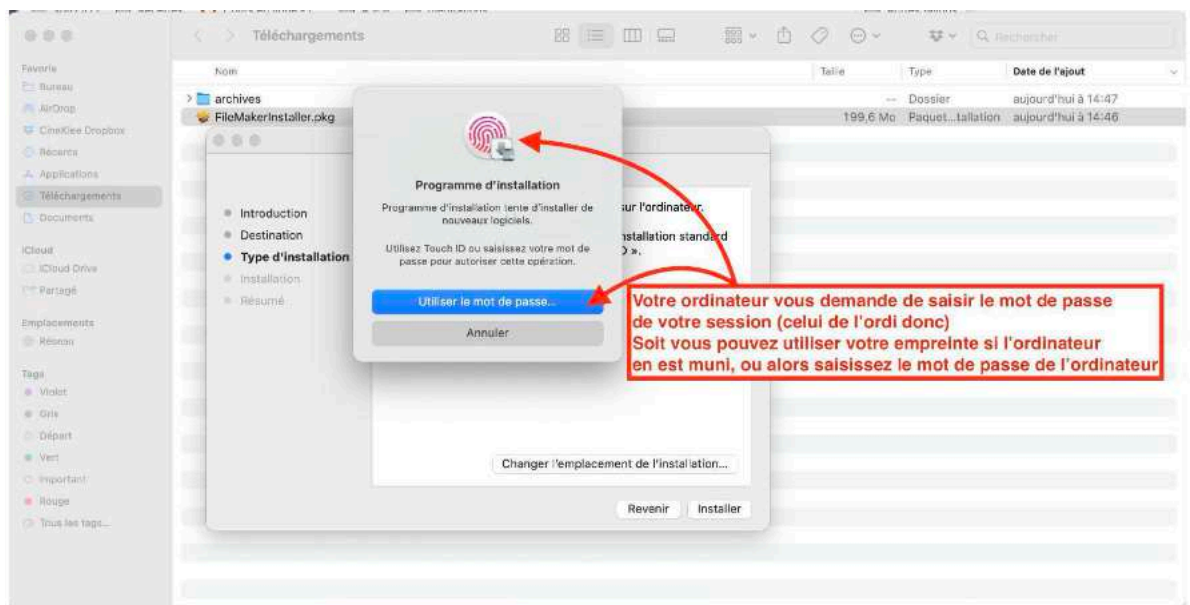 Téléchargements
Rechercher
Favoris
Bureau
AirDrop
CineKlee Dropbox
Récents
Applications
Téléchargements
Documents
iCloud
iCloud Drive
Partagé
Emplacements
Réseau
Tags
Violet
Gris
Départ
Vert
Important
Rouge
Tous les tags...
Nom
Taille
Type
Date de l'ajout
archives
-- Dossier
aujourd'hui à 14:47
FileMakerInstaller.pkg
199,6 Mo
Paquet...tallation
aujourd'hui à 14:46
Introduction
Destination
Type d'installation
Installation
Résumé
sur l'ordinateur.
nstallation standard
».
Programme d'installation
Programme d'installation tente d'installer de
nouveaux logiciels.
Utilisez Touch ID ou saisissez votre mot de
passe pour autoriser cette opération.
Utiliser le mot de passe...
Annuler
Votre ordinateur vous demande de saisir le mot de passe
de votre session (celui de l'ordi donc)
Soit vous pouvez utiliser votre empreinte si l'ordinateur
en est muni, ou alors saisissez le mot de passe de l'ordinateur
Changer l'emplacement de l'installation...
Revenir
Installer